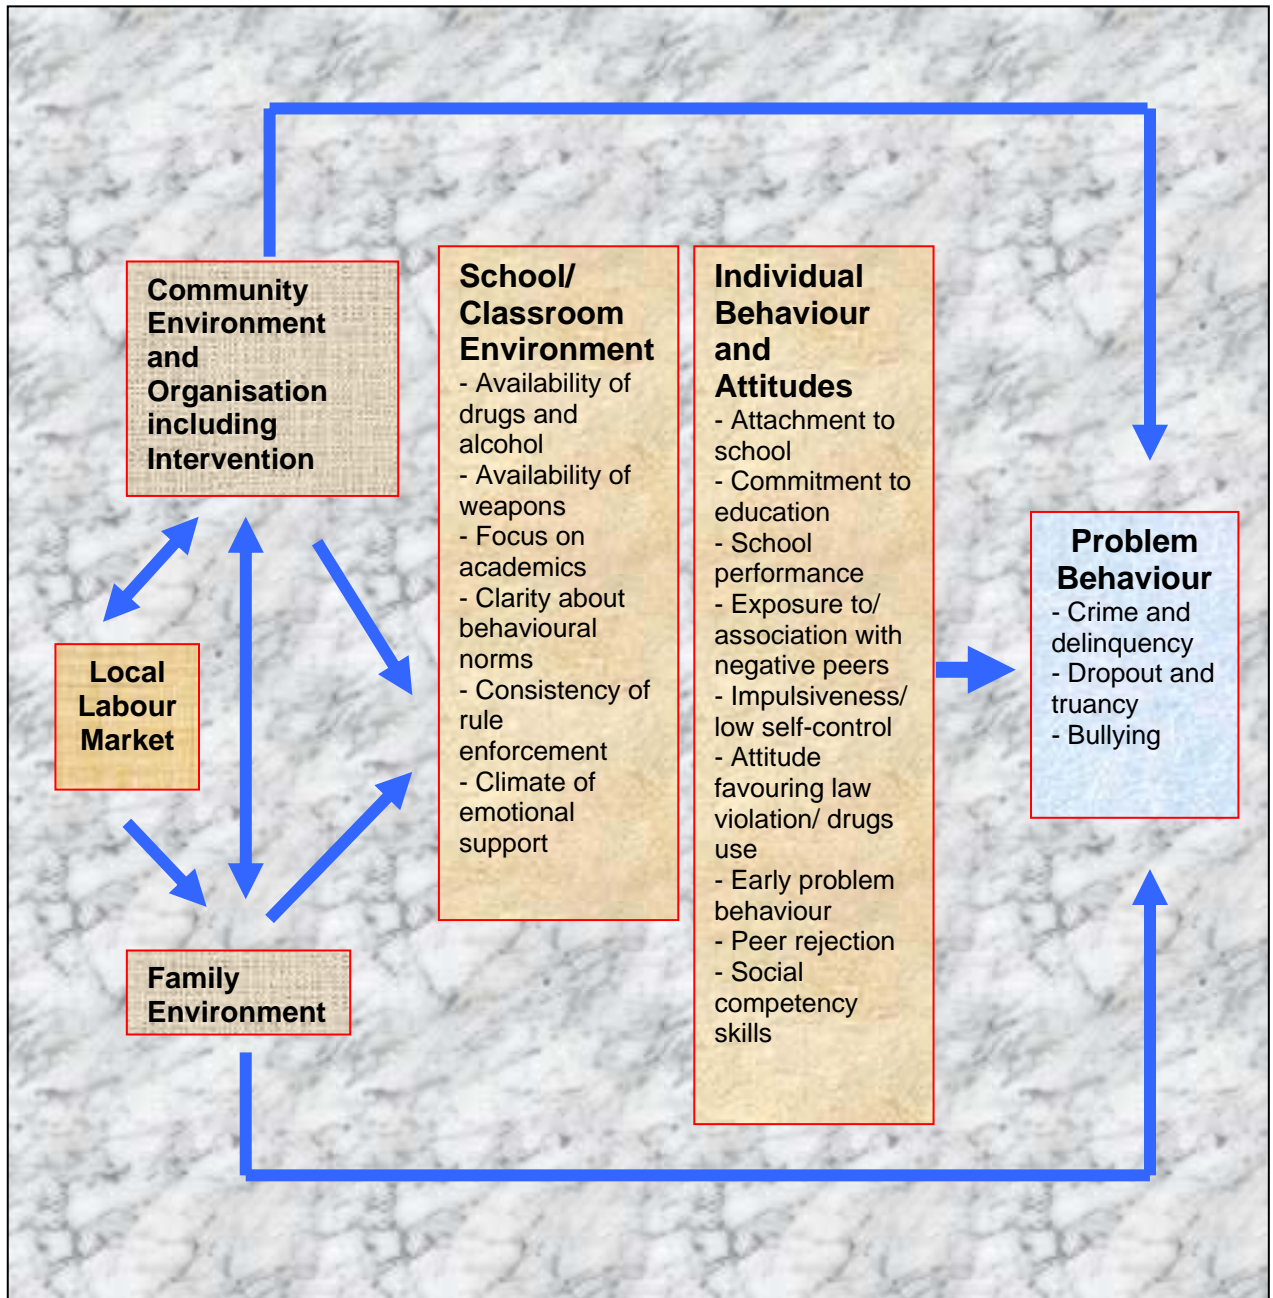 Community
Environment
and
Organisation
including
Intervention
Local
Labour
Market
Family
Environment
School/
Classroom
Environment
- Availability of
drugs and
alcohol
- Availability of
weapons
- Focus on
academics
- Clarity about
behavioural
norms
- Consistency of
rule
enforcement
- Climate of
emotional
support
Individual
Behaviour
and
Attitudes
- Attachment to
school
- Commitment to
education
- School
performance
- Exposure to/
association with
negative peers
- Impulsiveness/
low self-control
- Attitude
favouring law
violation/ drugs
use
- Early problem
behaviour
- Peer rejection
- Social
competency
skills
Problem
Behaviour
- Crime and
delinquency
- Dropout and
truancy
- Bullying